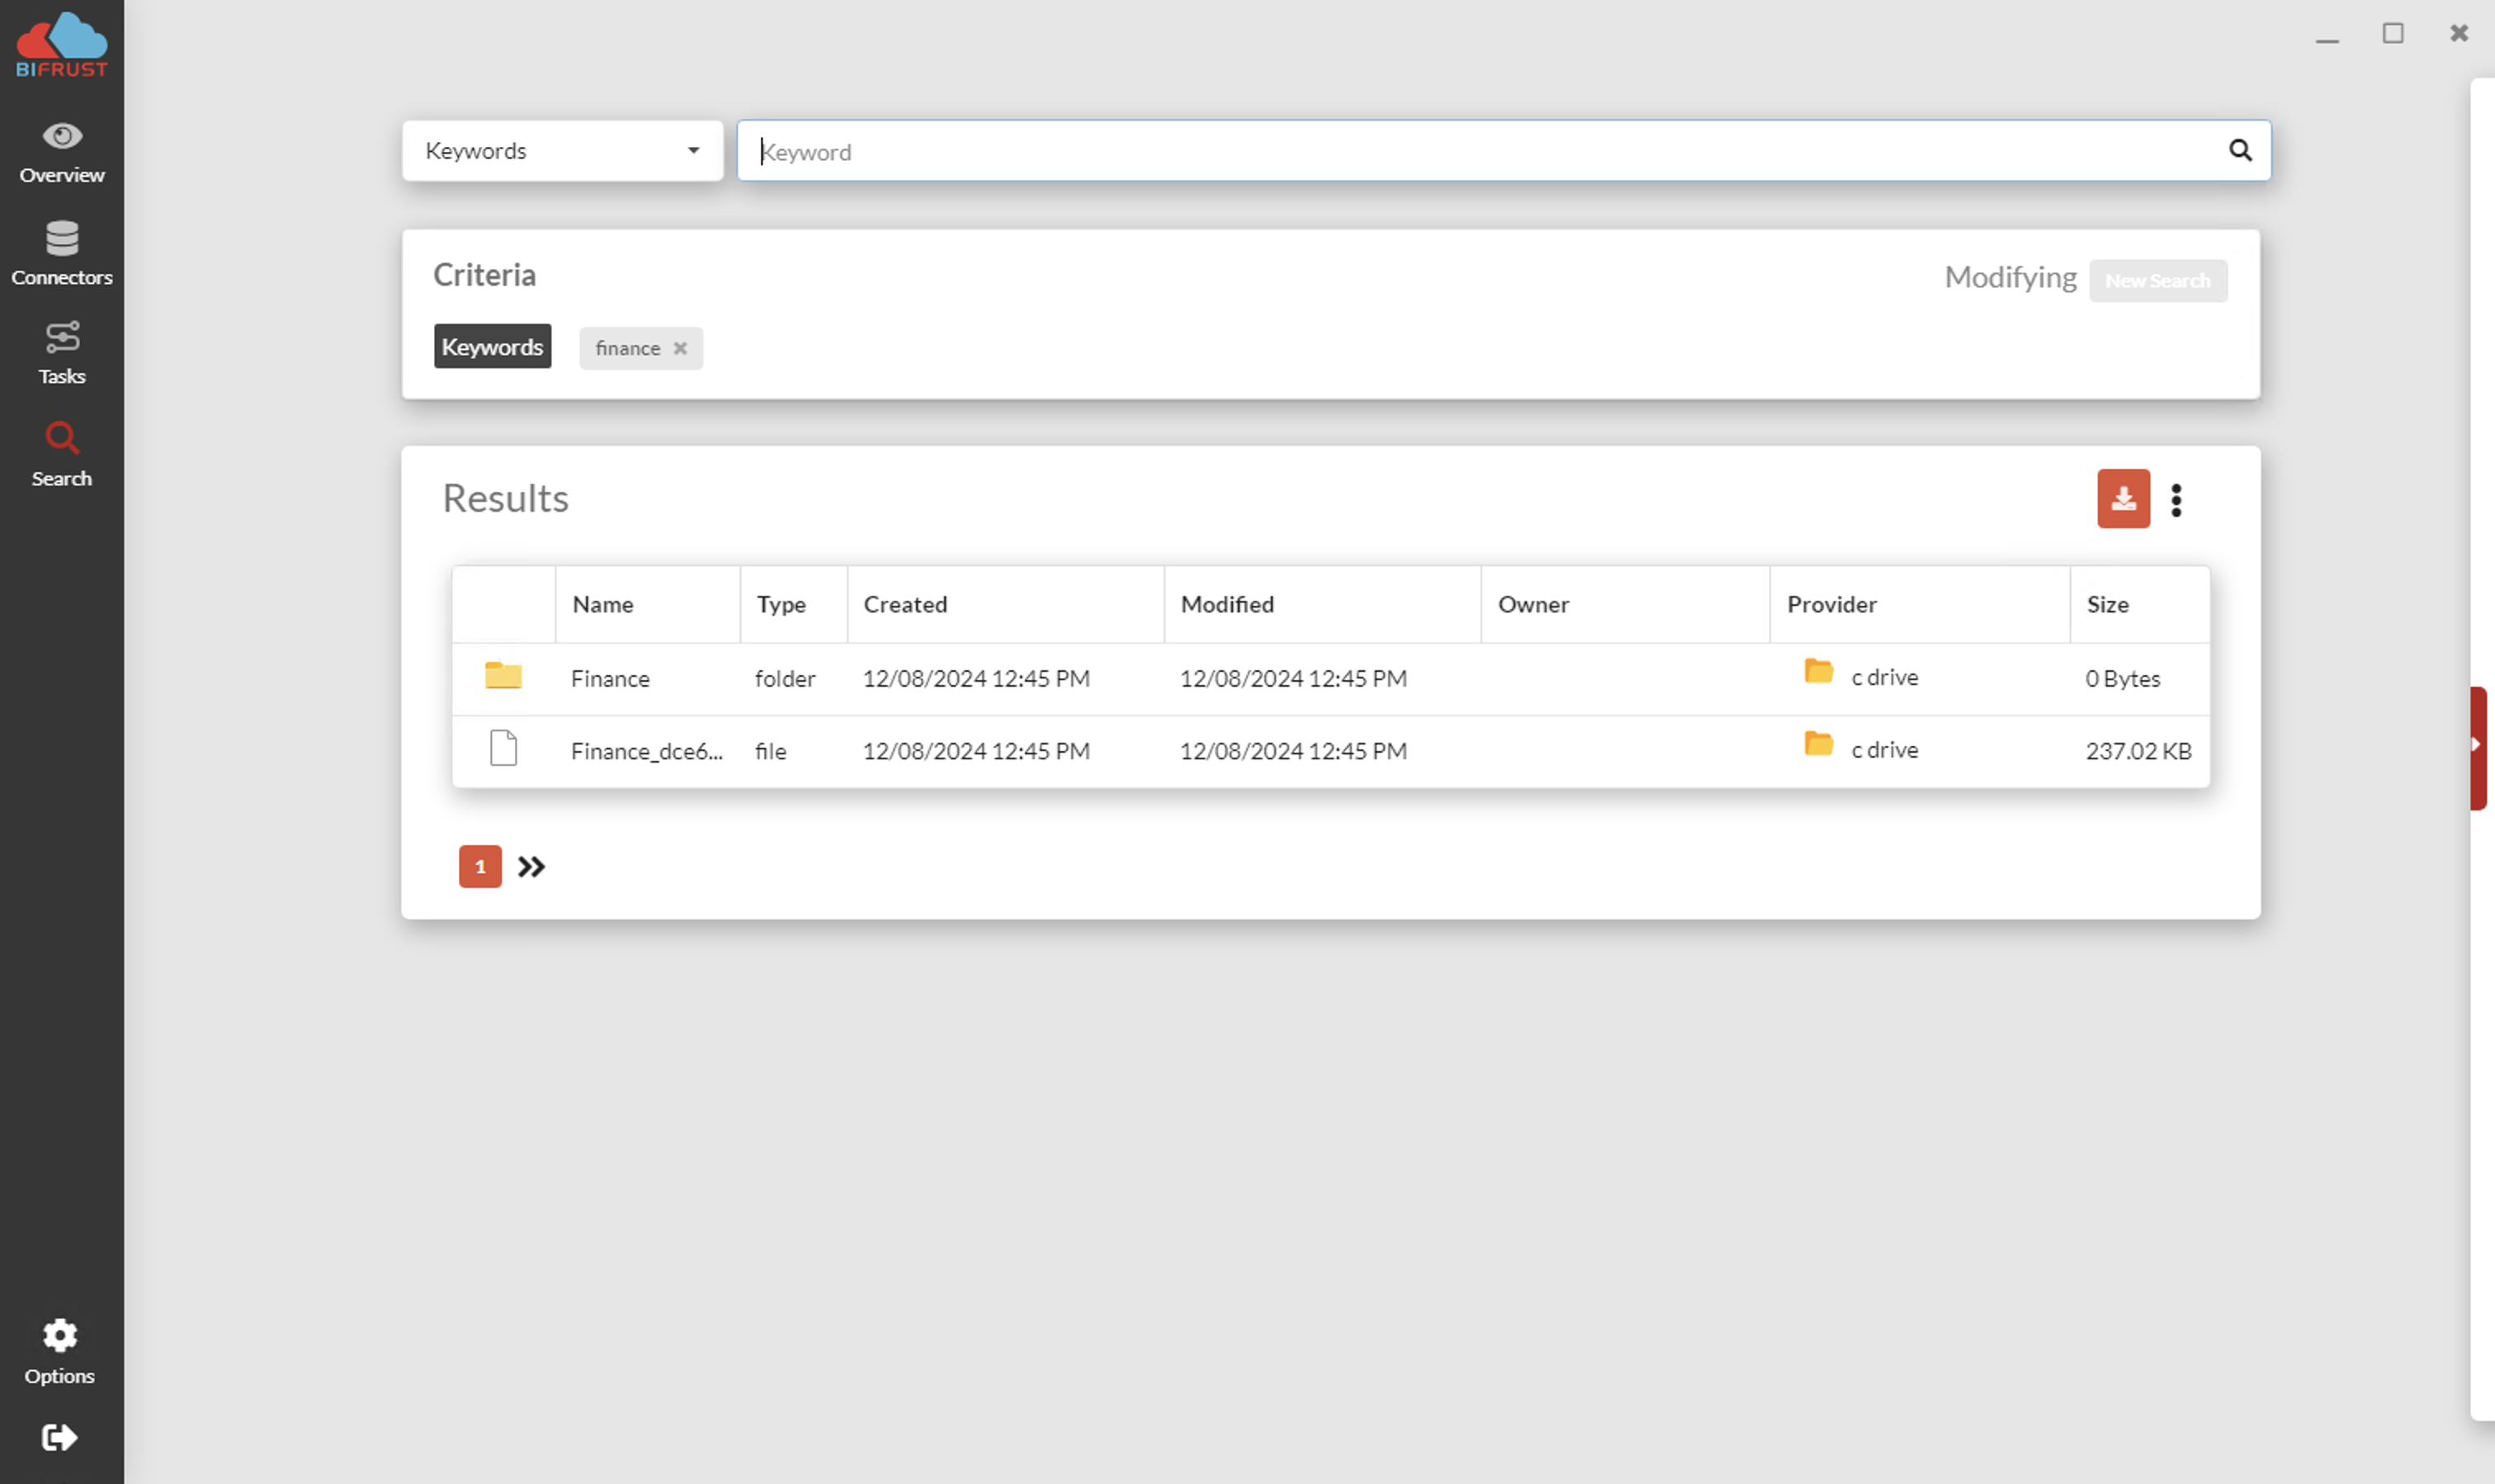 BIFRUST
Overview
Connectors
Tasks
Search
Options
Keywords
Keyword
Criteria
Modifying New Search
Keywords finance
Results
Name Type Created Modified Owner Provider Size
Finance folder 12/08/2024 12:45 PM 12/08/2024 12:45 PM c drive 0 Bytes
Finance_dce6... file 12/08/2024 12:45 PM 12/08/2024 12:45 PM c drive 237.02 KB
1